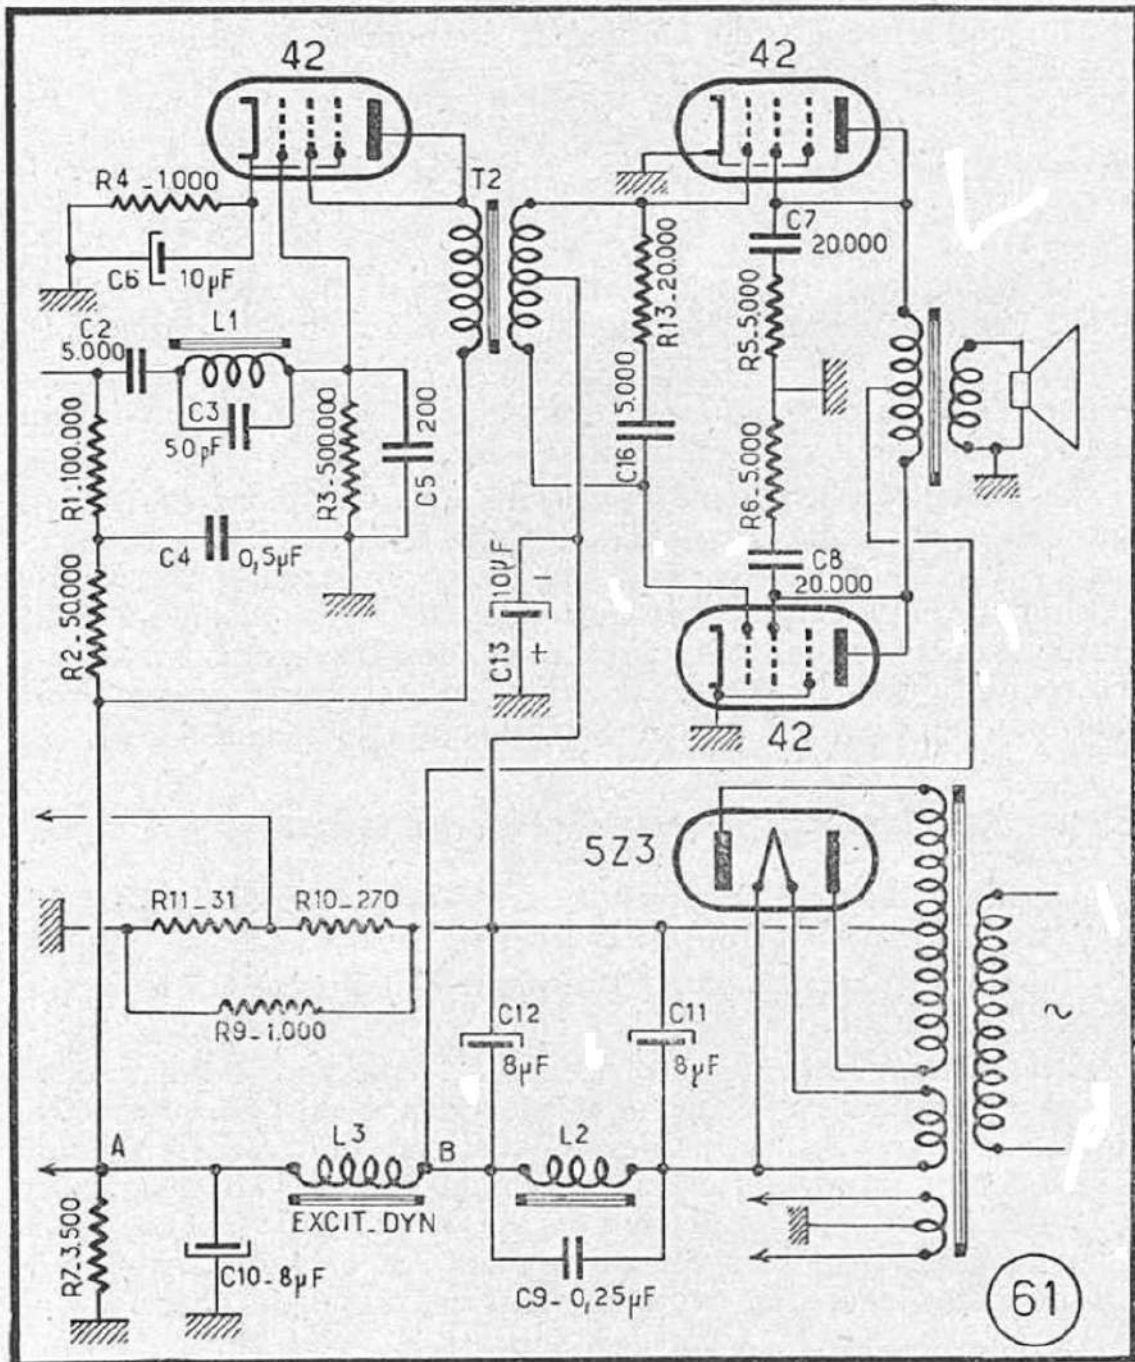 42
42
R4_1.000
T2
C6
10µF
C7
20.000
L1
C2
5.000
R13_20.000
R5_5.000
C3
50pF
5.000
200
R1_100.000
R3_500.000
C16
R6_5.000
C5
C4
0,5µF
10µF
C8
20.000
R2_50.000
-
C13
+
42
5Z3
R11_31
R10_270
R9_1.000
C12
8µF
C11
8µF
~
A
L3
B
L2
EXCIT_DYN
R7_3.500
C10_8µF
C9_0,25µF
61